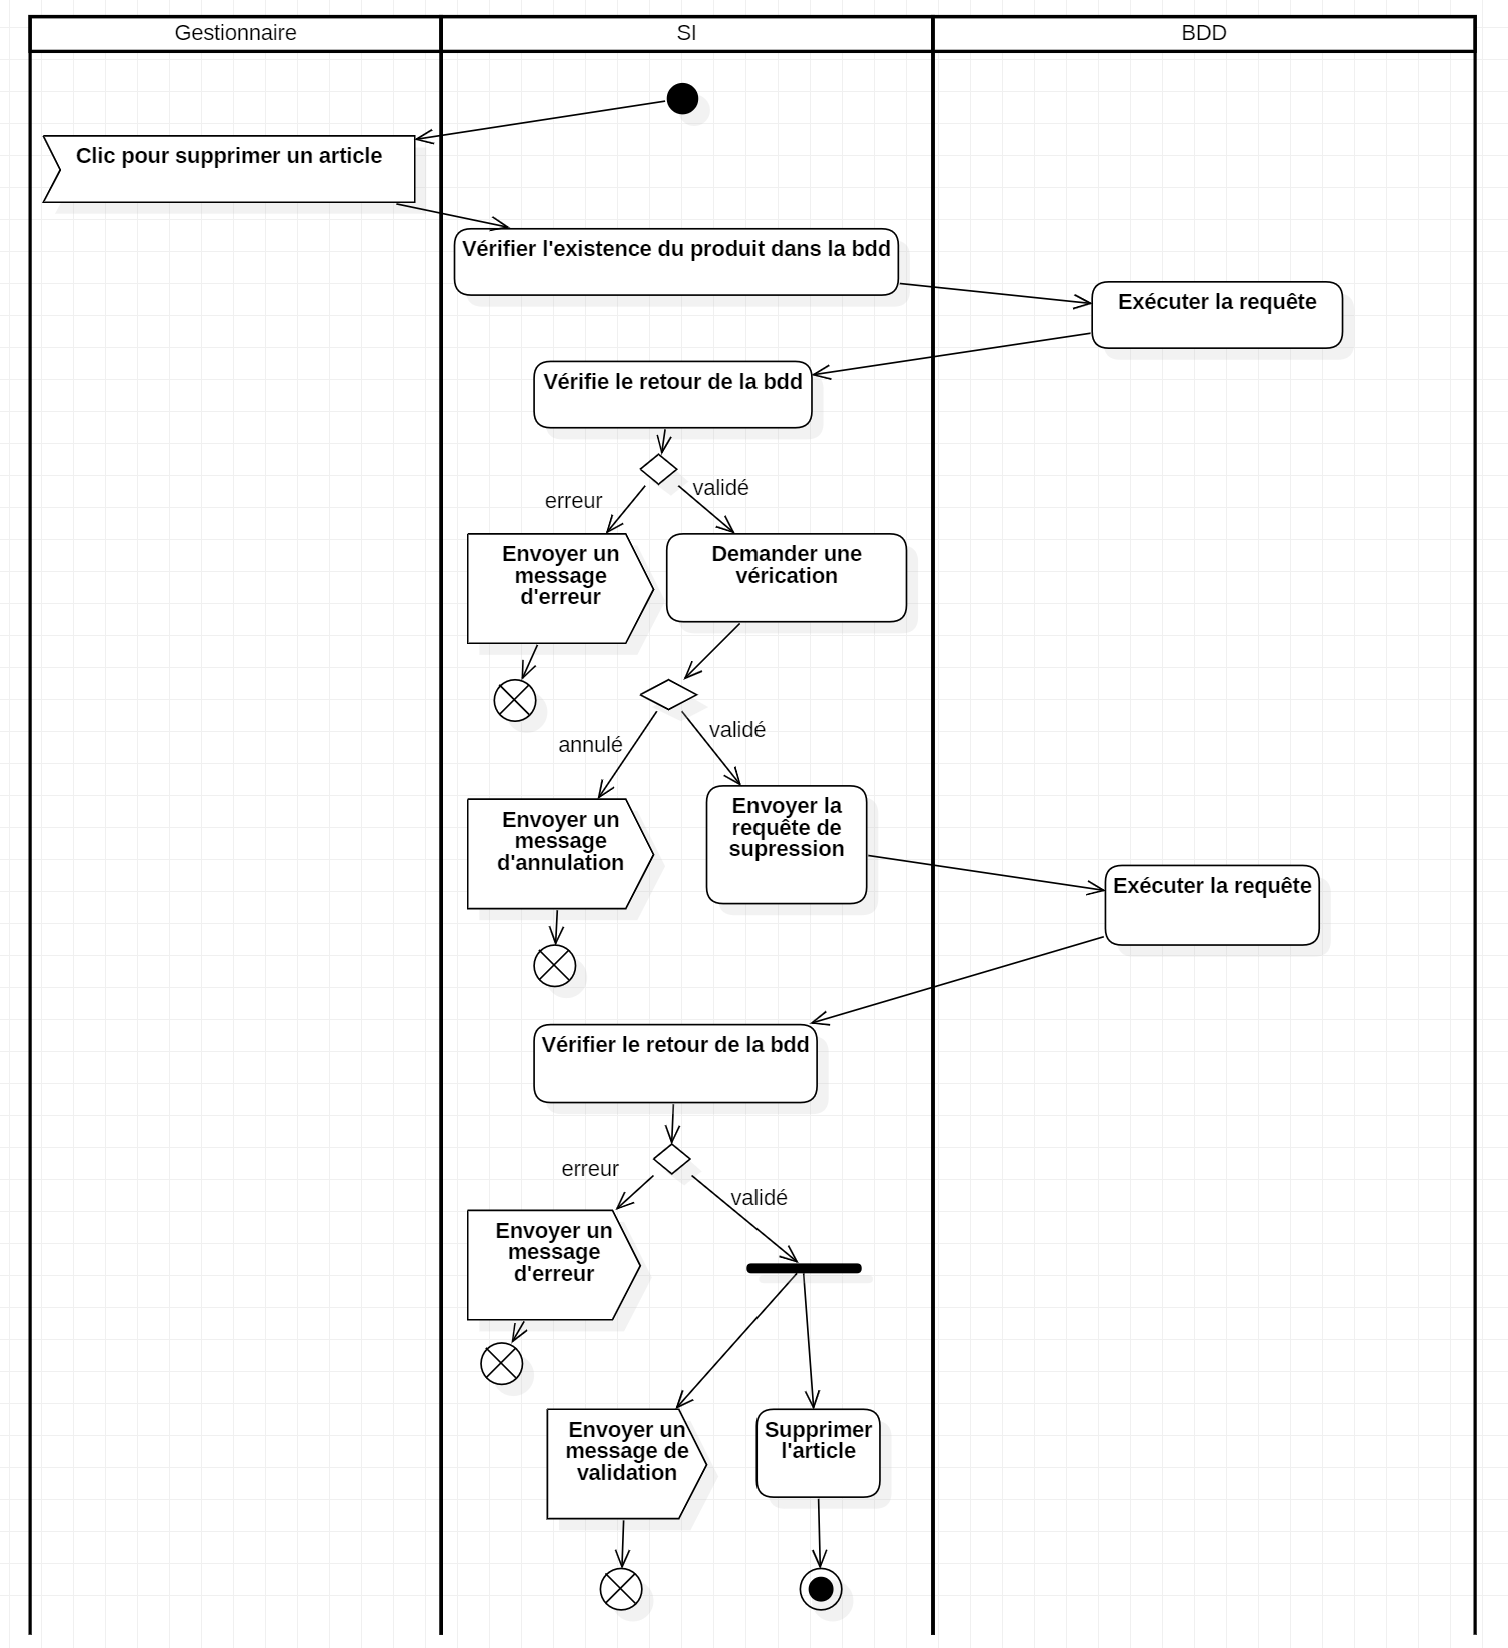 Gestionnaire
SI
BDD
Clic pour supprimer un article
Vérifier l'existence du produit dans la bdd
Exécuter la requête
Vérifie le retour de la bdd
erreur
validé
Envoyer un
message
d'erreur
Demander une
vérication
annulé
validé
Envoyer un
message
d'annulation
Envoyer la
requête de
supression
Exécuter la requête
Vérifier le retour de la bdd
erreur
validé
Envoyer un
message
d'erreur
Envoyer un
message de
validation
Supprimer
l'article